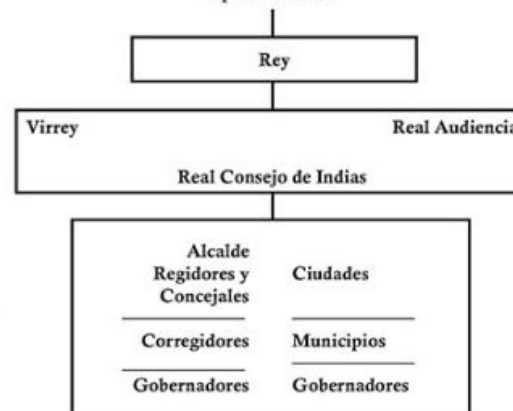 Rey
Virrey Real Audiencia
Real Consejo de Indias
Alcalde
Regidores y Ciudades
Concejales
Corregidores Municipios
Gobernadores Gobernadores